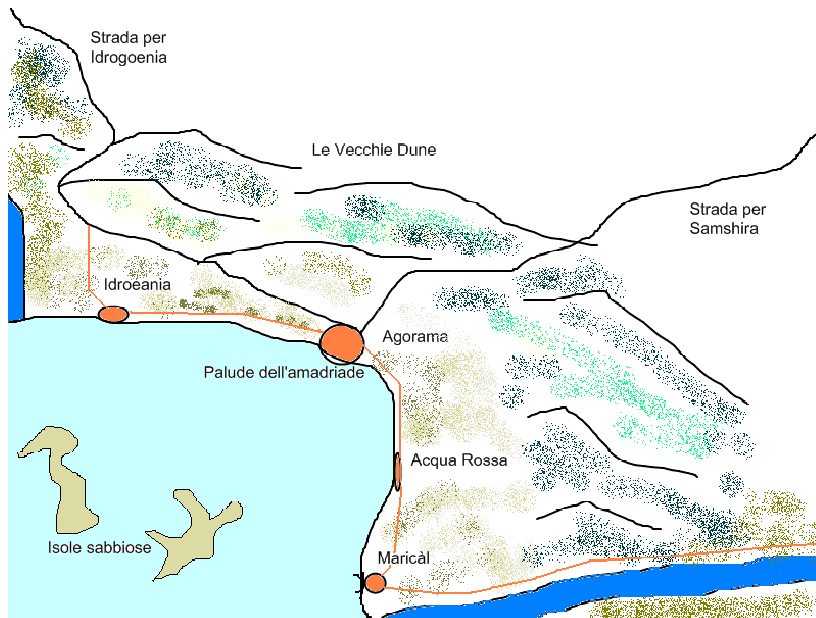 Strada per
Idrogoenia
Le Vecchie Dune
Strada per
Samshira
Idroeania
Agorama
Palude dell'amadriade
Acqua Rossa
Isole sabbiose
Maricàl